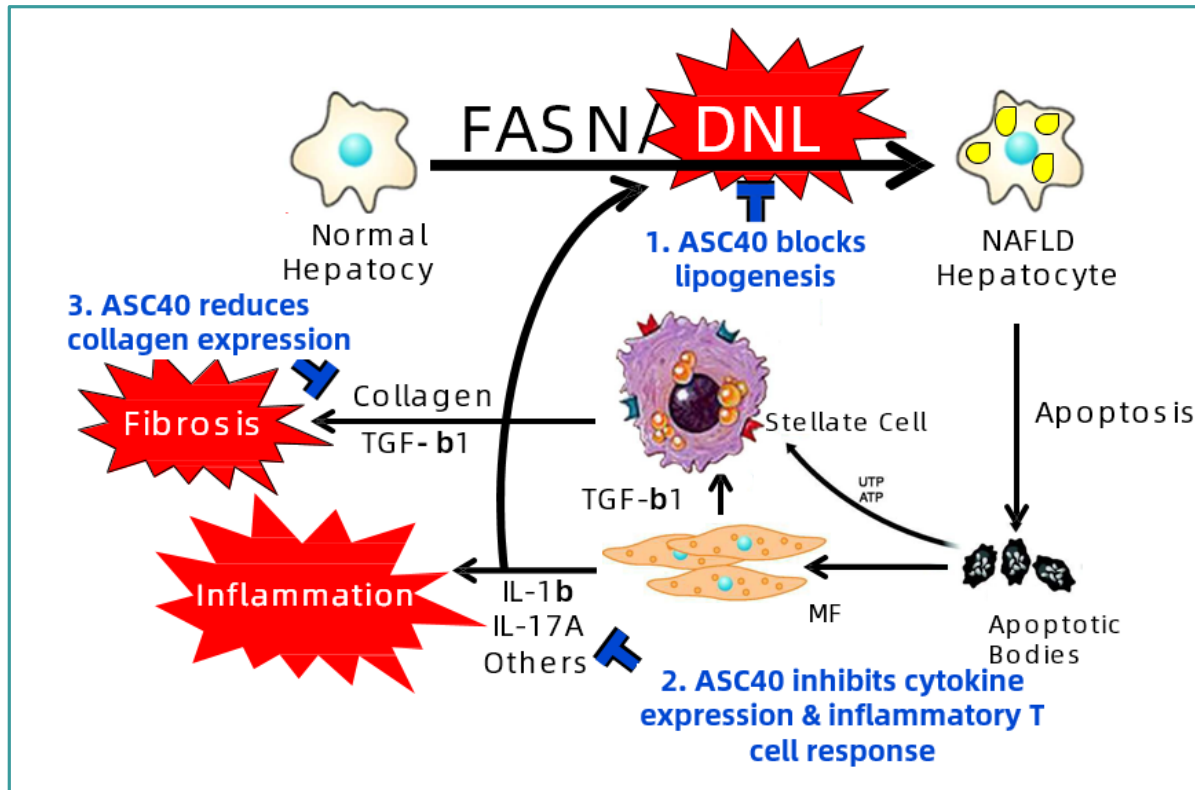 FASN/
DNL
Normal
Hepatocy
NAFLD
Hepatocyte
1. ASC40 blocks
lipogenesis
3. ASC40 reduces
collagen expression
Fibrosis
Collagen
TGF- b1
Stellate Cell
Apoptosis
UTP
ATP
TGF-b1
Inflammation
IL-1b
IL-17A
Others
MF
Apoptotic
Bodies
2. ASC40 inhibits cytokine
expression & inflammatory T
cell response